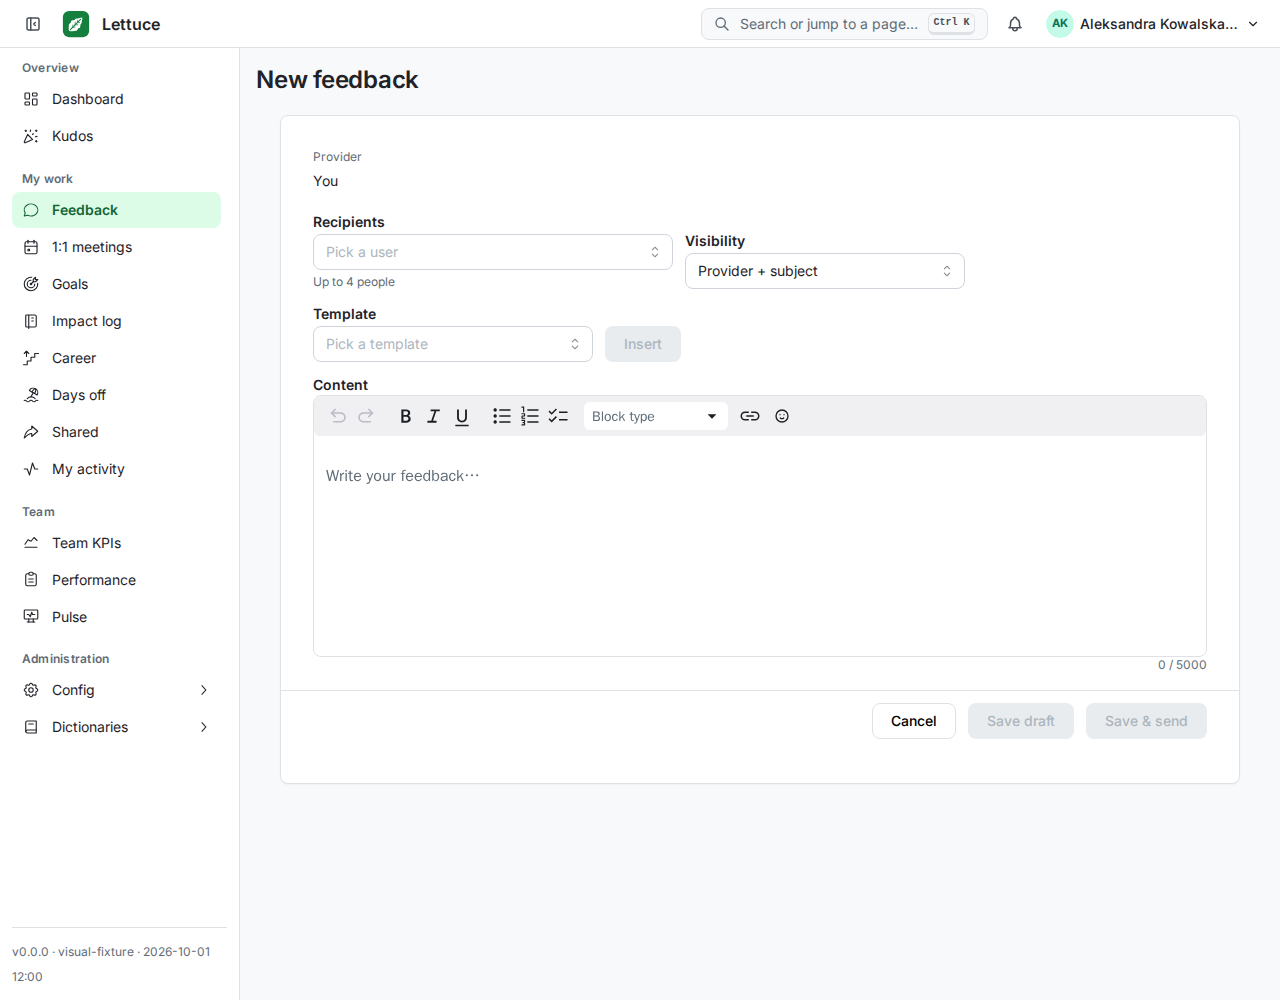 Lettuce
Search or jump to a page...
Ctrl K
AK
Aleksandra Kowalska...
Overview
Dashboard
Kudos
My work
Feedback
1:1 meetings
Goals
Impact log
Career
Days off
Shared
My activity
Team
Team KPIs
Performance
Pulse
Administration
Config
Dictionaries
v0.0.0 · visual-fixture · 2026-10-01
12:00
New feedback
Provider
You
Recipients
Pick a user
Up to 4 people
Visibility
Provider + subject
Template
Pick a template
Insert
Content
B I U
Block type
Write your feedback···
0 / 5000
Cancel
Save draft
Save & send